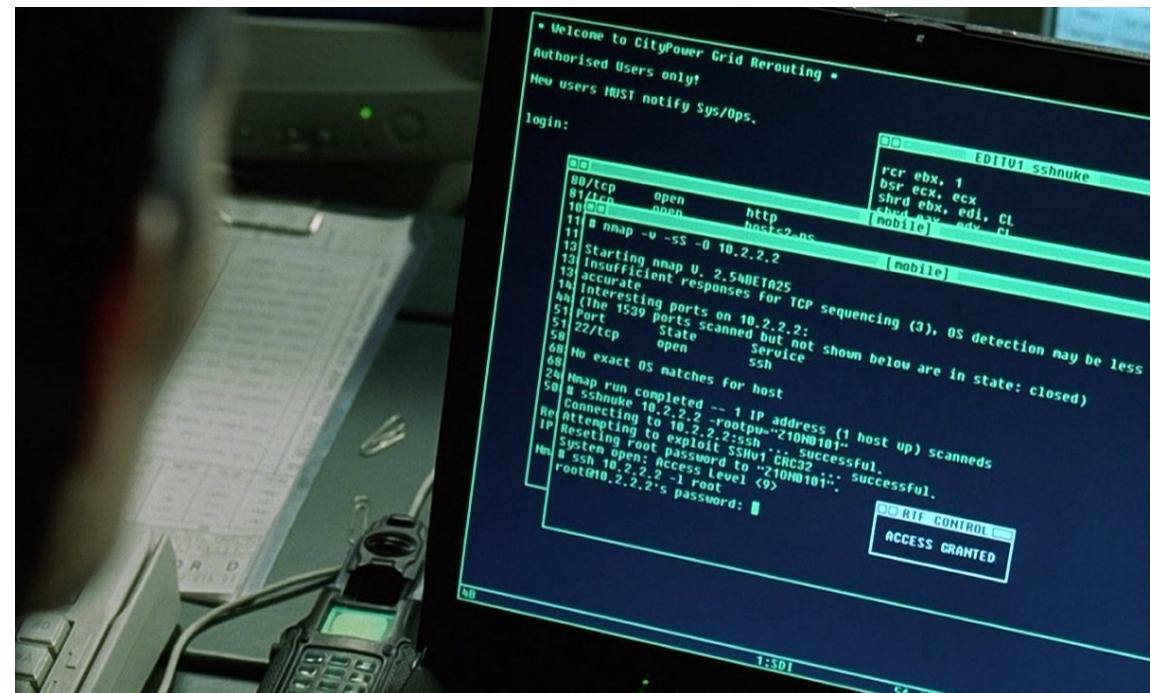 * Welcome to CityPower Grid Rerouting *
Authorised Users only!
New users MUST notify Sys/Ops.
login:
EDITV1 sshnuke
rcr ebx, 1
bsr ecx, ecx
shrd ebx, edi, CL
[mobile]
80/tcp open http
81/tcp open hosts2-ns
[mobile]
# nmap -v -sS -O 10.2.2.2
Starting nmap V. 2.54BETA25
Insufficient responses for TCP sequencing (3), OS detection may be less
accurate
Interesting ports on 10.2.2.2:
(The 1539 ports scanned but not shown below are in state: closed)
Port State Service
22/tcp open ssh
No exact OS matches for host
Nmap run completed -- 1 IP address (1 host up) scanneds
# sshnuke 10.2.2.2 -rootpw="Z10N0101"
Connecting to 10.2.2.2:ssh ... successful.
Attempting to exploit SSHv1 CRC32 ... successful.
Reseting root password to "Z10N0101".
System open: Access Level <9>
# ssh 10.2.2.2 -l root
root@10.2.2.2's password:
RTF CONTROL
ACCESS GRANTED
1:SDI